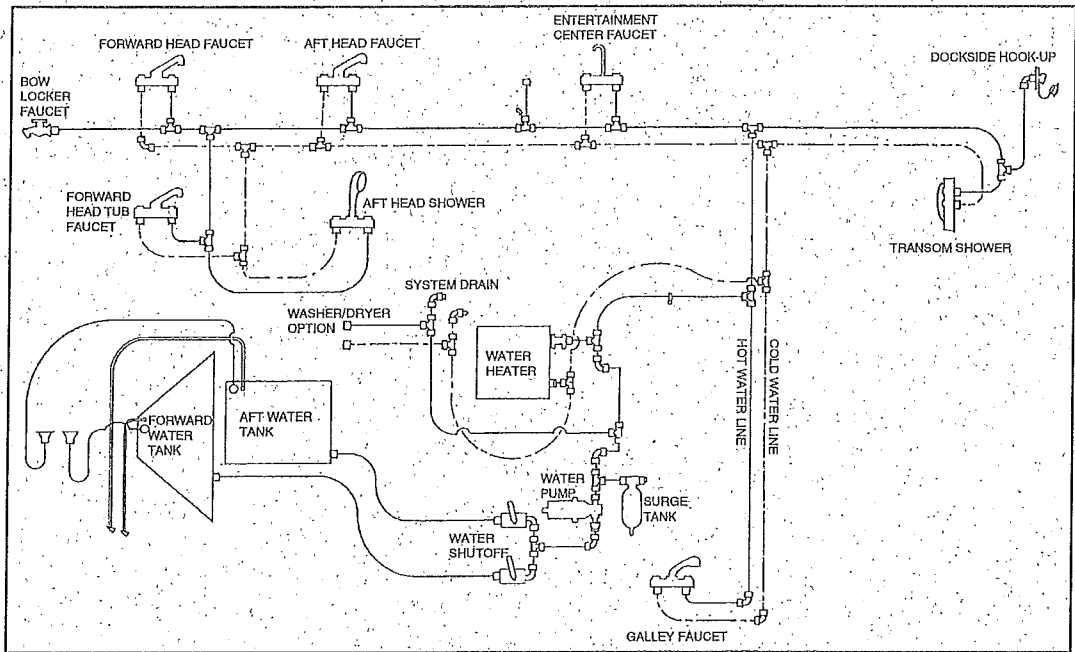 ENTERTAINMENT
CENTER FAUCET
FORWARD HEAD FAUCET
AFT HEAD FAUCET
DOCKSIDE HOOK-UP
BOW
LOCKER
FAUCET
FORWARD
HEAD TUB
FAUCET
AFT HEAD SHOWER
TRANSOM SHOWER
SYSTEM DRAIN
WASHER/DRYER
OPTION
WATER
HEATER
HOT WATER LINE
COLD WATER LINE
AFT WATER
TANK
FORWARD
WATER
TANK
WATER
PUMP
SURGE
TANK
WATER
SHUTOFF
GALLEY FAUCET